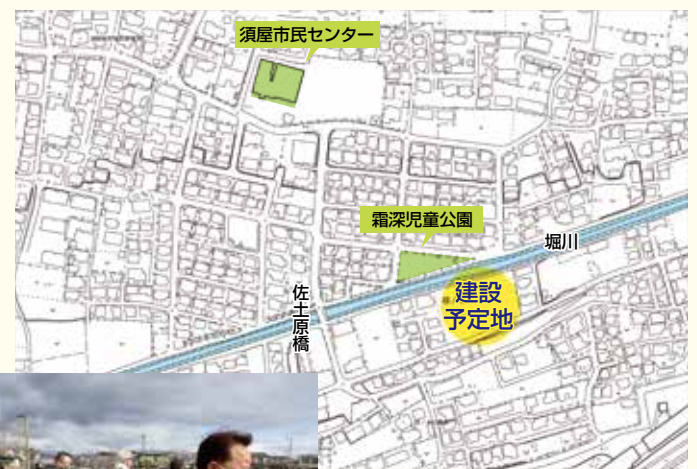 須屋市民センター
霜深児童公園
堀川
建設
予定地
佐土原橋